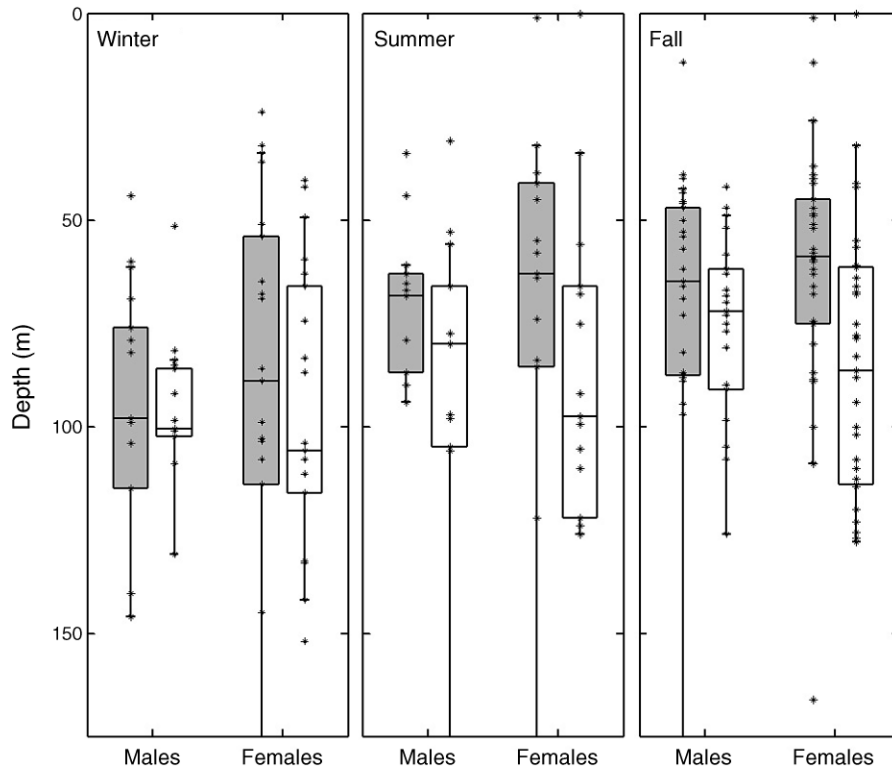 0
Winter
Summer
Fall
50
Depth (m)
100
150
Males
Females
Males
Females
Males
Females